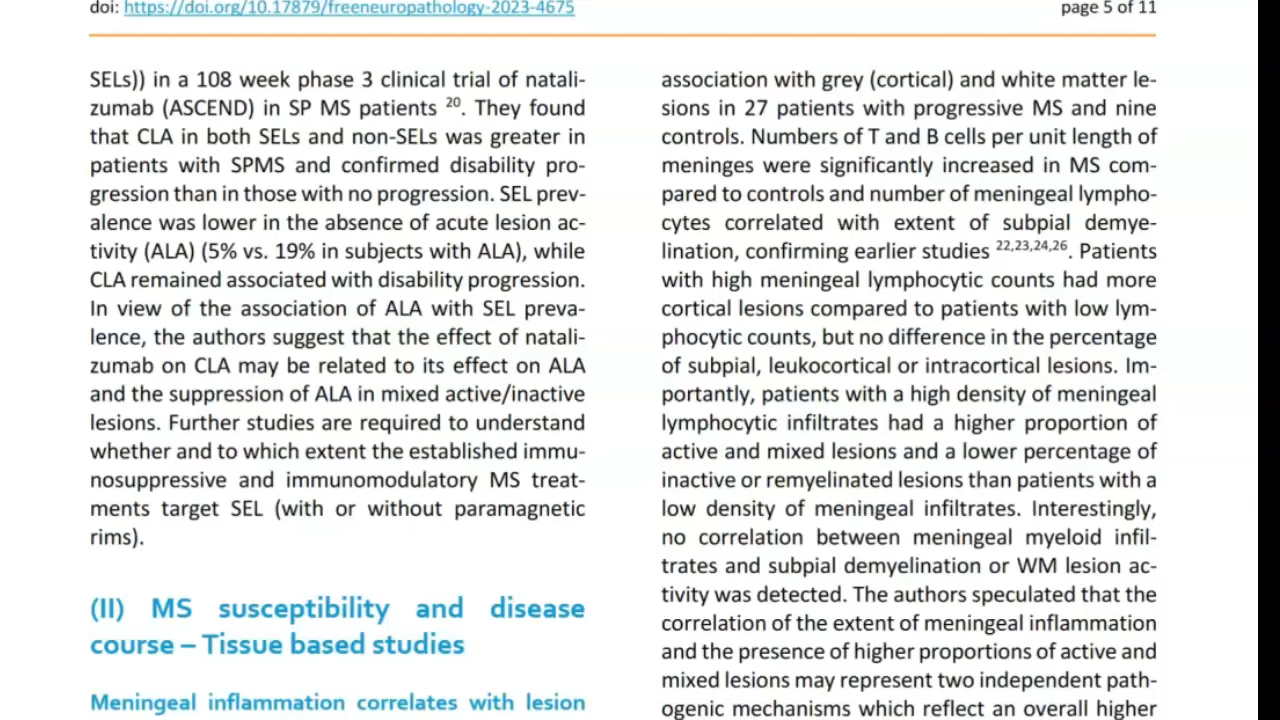 doi: https://doi.org/10.17879/freeneuropathology-2023-4675
page 5 of 11
SELs)) in a 108 week phase 3 clinical trial of natali-
zumab (ASCEND) in SP MS patients 20. They found
that CLA in both SELs and non-SELs was greater in
patients with SPMS and confirmed disability pro-
gression than in those with no progression. SEL prev-
alence was lower in the absence of acute lesion ac-
tivity (ALA) (5% vs. 19% in subjects with ALA), while
CLA remained associated with disability progression.
In view of the association of ALA with SEL preva-
lence, the authors suggest that the effect of natali-
zumab on CLA may be related to its effect on ALA
and the suppression of ALA in mixed active/inactive
lesions. Further studies are required to understand
whether and to which extent the established immu-
nosuppressive and immunomodulatory MS treat-
ments target SEL (with or without paramagnetic
rims).
(II) MS susceptibility and disease
course – Tissue based studies
Meningeal inflammation correlates with lesion
association with grey (cortical) and white matter le-
sions in 27 patients with progressive MS and nine
controls. Numbers of T and B cells per unit length of
meninges were significantly increased in MS com-
pared to controls and number of meningeal lympho-
cytes correlated with extent of subpial demye-
lination, confirming earlier studies 22,23,24,26. Patients
with high meningeal lymphocytic counts had more
cortical lesions compared to patients with low lym-
phocytic counts, but no difference in the percentage
of subpial, leukocortical or intracortical lesions. Im-
portantly, patients with a high density of meningeal
lymphocytic infiltrates had a higher proportion of
active and mixed lesions and a lower percentage of
inactive or remyelinated lesions than patients with a
low density of meningeal infiltrates. Interestingly,
no correlation between meningeal myeloid infil-
trates and subpial demyelination or WM lesion ac-
tivity was detected. The authors speculated that the
correlation of the extent of meningeal inflammation
and the presence of higher proportions of active and
mixed lesions may represent two independent path-
ogenic mechanisms which reflect an overall higher